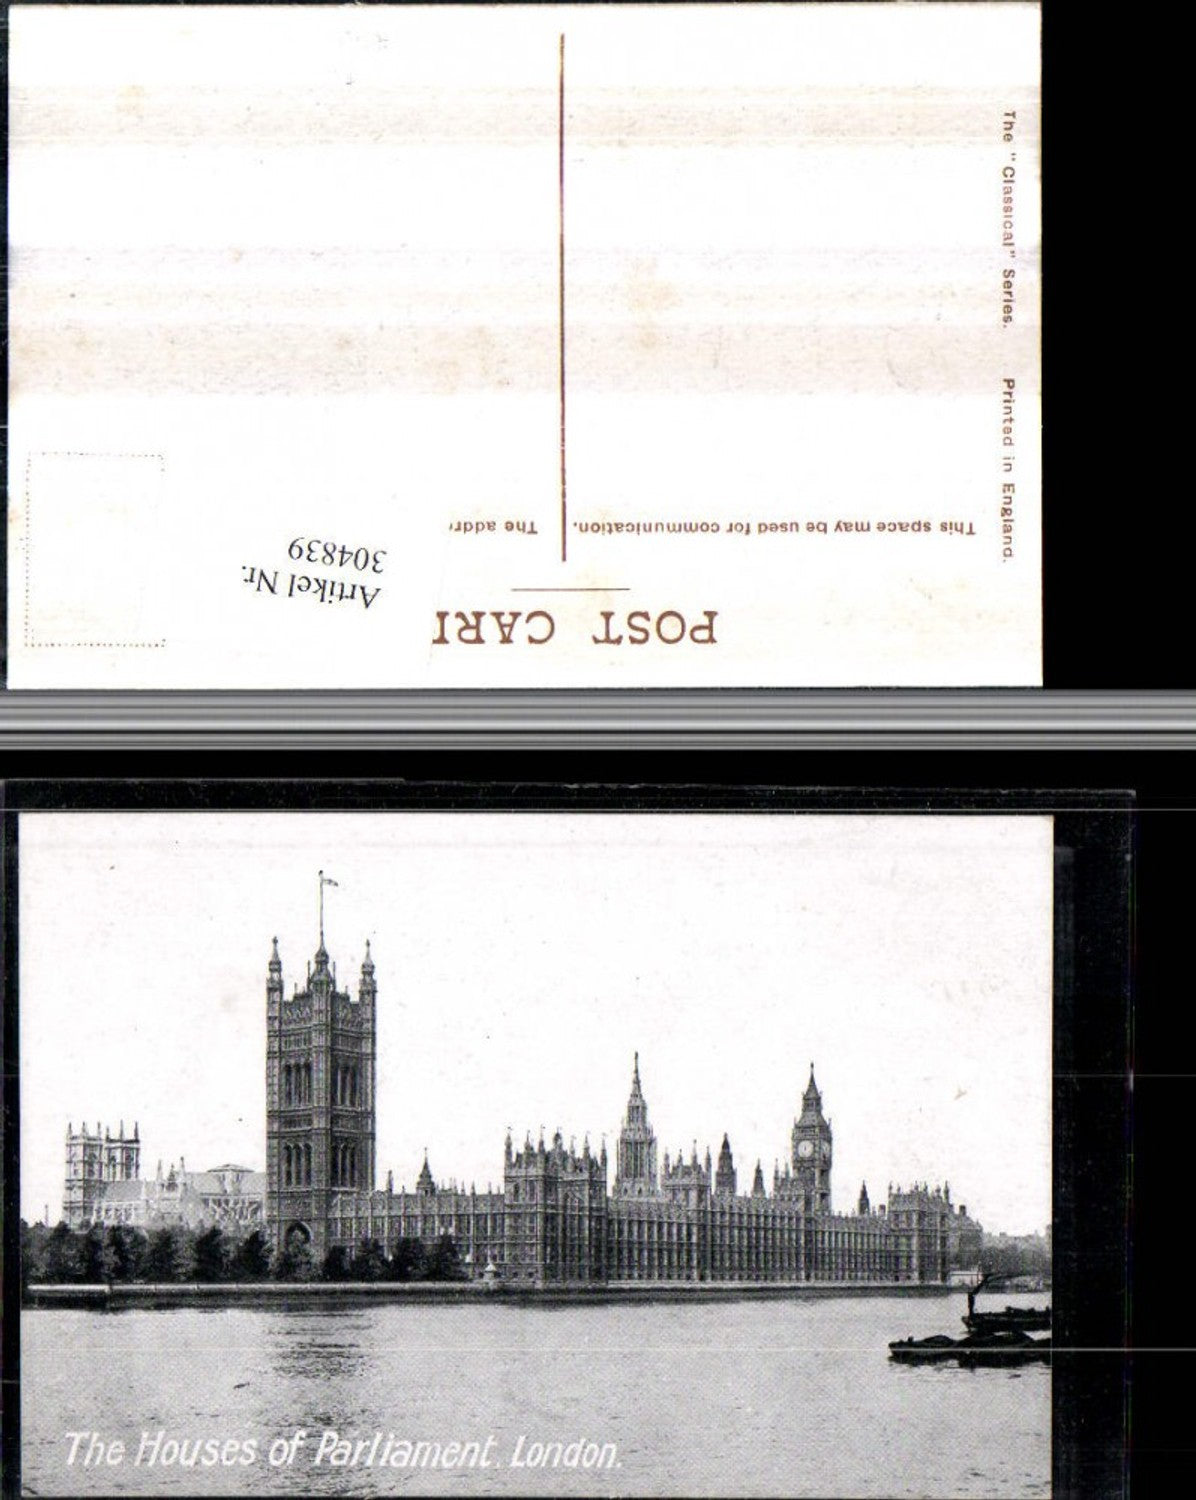 POST CARD
This space may be used for communication.
The addr
Artikel Nr.
304839
The "Classical" Series. Printed in England.
The Houses of Parliament. London.